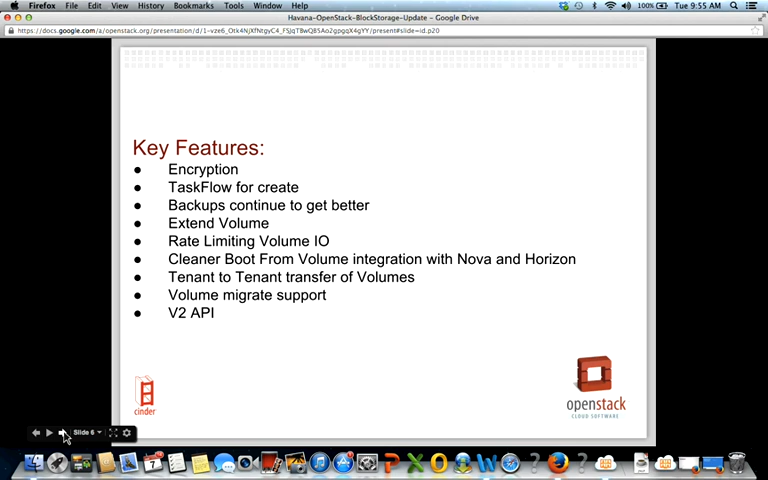 Firefox File Edit View History Bookmarks Tools Window Help
100% Tue 9:55 AM
Havana-OpenStack-BlockStorage-Update - Google Drive
Key Features:
● Encryption
● TaskFlow for create
● Backups continue to get better
● Extend Volume
● Rate Limiting Volume IO
● Cleaner Boot From Volume integration with Nova and Horizon
● Tenant to Tenant transfer of Volumes
● Volume migrate support
● V2 API
cinder
openstack
CLOUD SOFTWARE
Slide 6